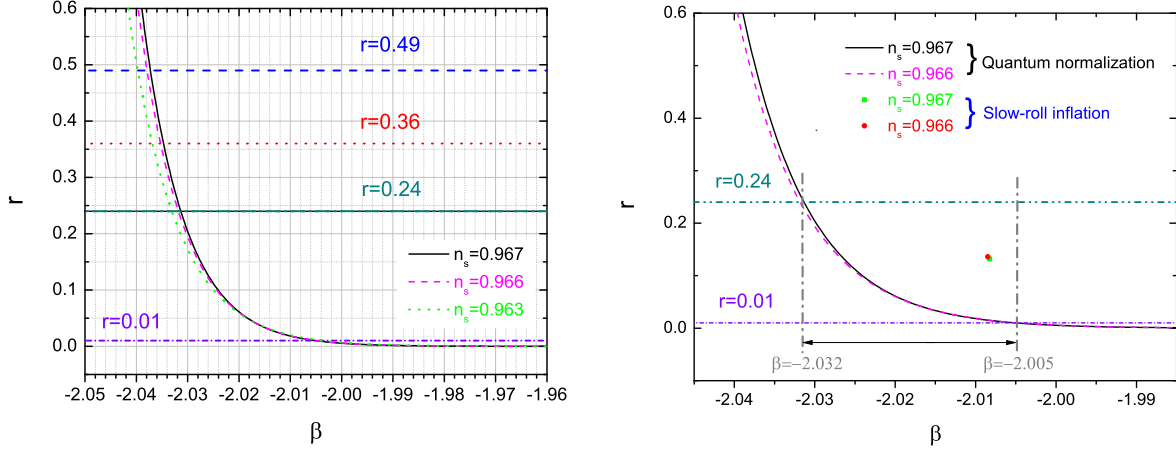 0.6
0.5
0.4
0.3
0.2
0.1
0.0
r
r=0.49
r=0.36
r=0.24
r=0.01
n_s=0.967
n_s=0.966
n_s=0.963
-2.05 -2.04 -2.03 -2.02 -2.01 -2.00 -1.99 -1.98 -1.97 -1.96
β
0.6
0.4
0.2
0.0
r
n_s=0.967
n_s=0.966
} Quantum normalization
n_s=0.967
n_s=0.966
} Slow-roll inflation
r=0.24
r=0.01
β=−2.032
β=−2.005
-2.04 -2.03 -2.02 -2.01 -2.00 -1.99
β